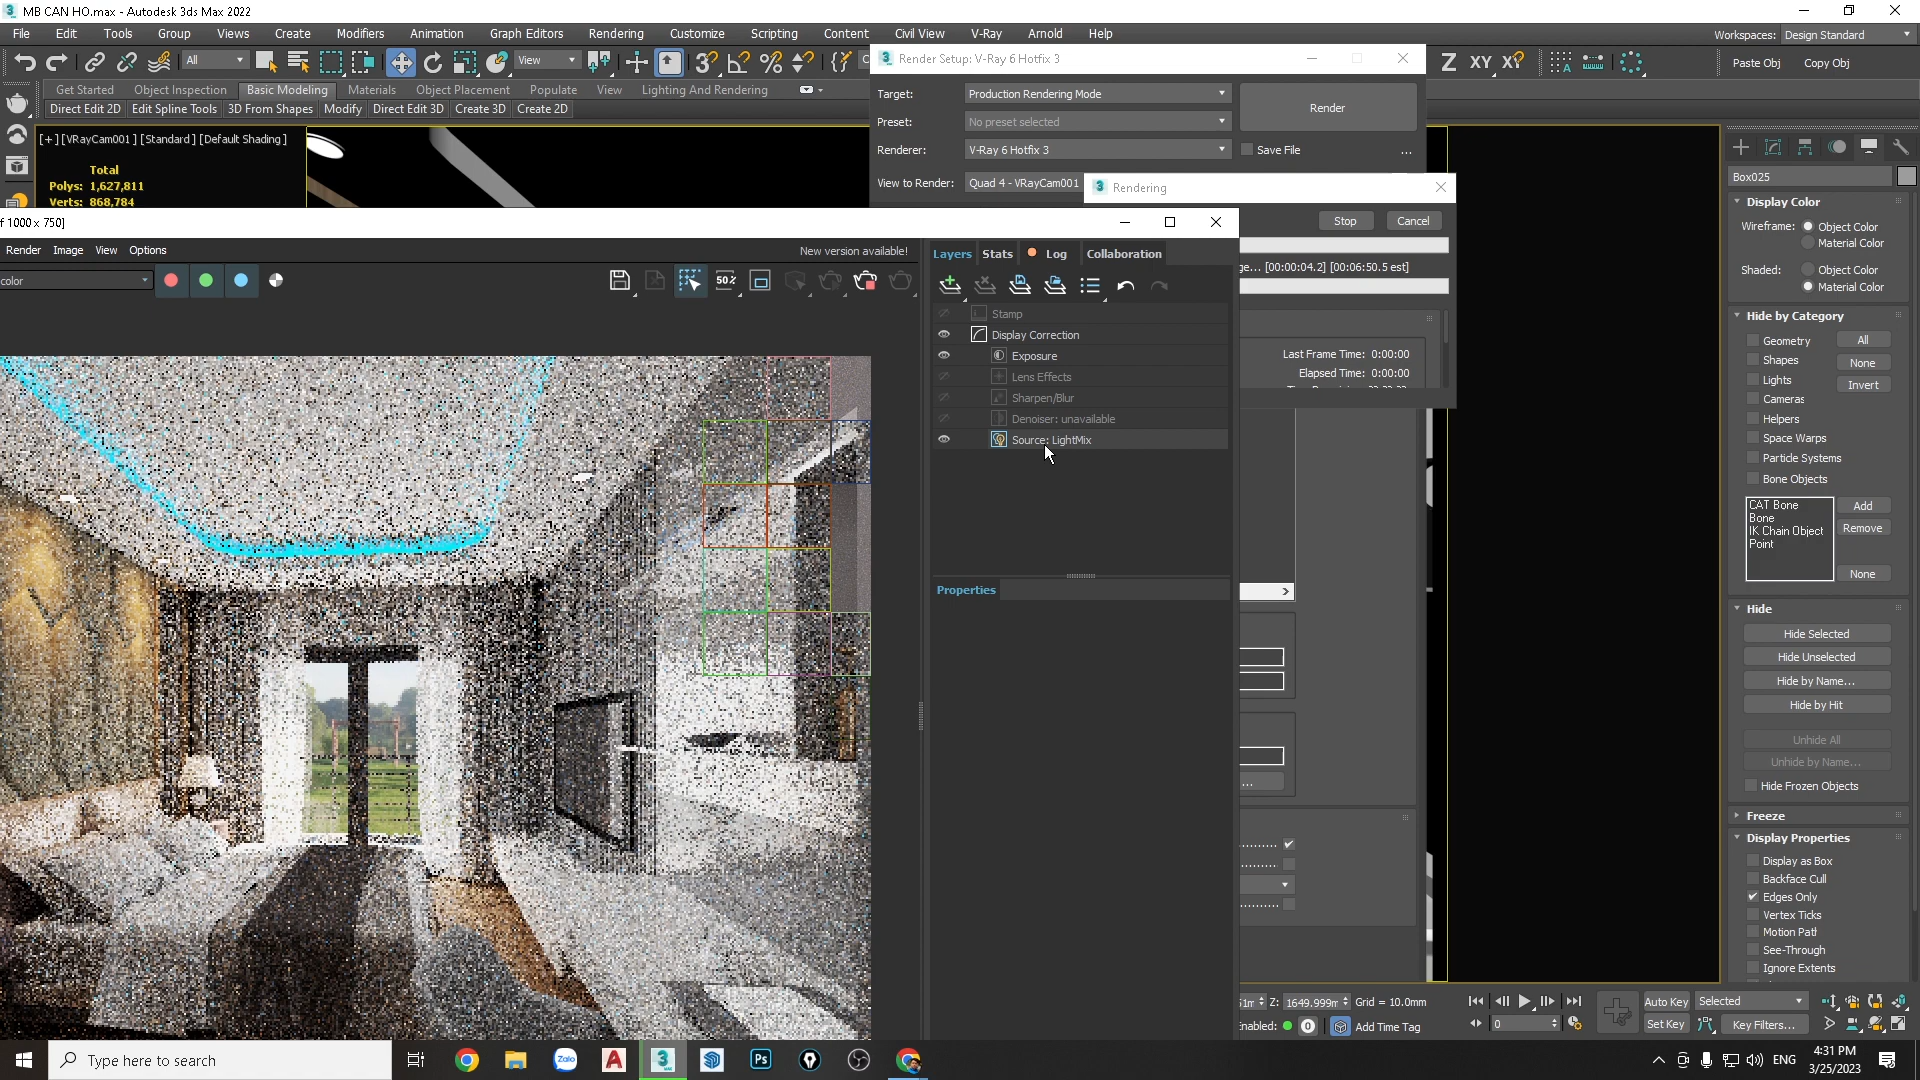 MB CAN HO.max - Autodesk 3ds Max 2022
File Edit Tools Group Views Create Modifiers Animation Graph Editors Rendering Customize Scripting Content Civil View V-Ray Arnold Help
Workspaces: Design Standard
All View
Paste Obj Copy Obj
Get Started Object Inspection Basic Modeling Materials Object Placement Populate View Lighting And Rendering
Direct Edit 2D Edit Spline Tools 3D From Shapes Modify Direct Edit 3D Create 3D Create 2D
[+] [VRayCam001 ] [Standard ] [Default Shading ]
Total
Polys: 1,627,811
Verts: 868,784
Render Setup: V-Ray 6 Hotfix 3
Target: Production Rendering Mode
Preset: No preset selected
Renderer: V-Ray 6 Hotfix 3
View to Render: Quad 4 - VRayCam001
Render
Save File
...
Rendering
Stop Cancel
ge... [00:00:04.2] [00:06:50.5 est]
Last Frame Time: 0:00:00
Elapsed Time: 0:00:00
f 1000 x 750]
Render Image View Options
New version available!
color
50%
Layers Stats Log Collaboration
Stamp
Display Correction
Exposure
Lens Effects
Sharpen/Blur
Denoiser: unavailable
Source: LightMix
Properties
Z XY XY
Box025
Display Color
Wireframe: Object Color
Material Color
Shaded: Object Color
Material Color
Hide by Category
Geometry
Shapes
Lights
Cameras
Helpers
Space Warps
Particle Systems
Bone Objects
All
None
Invert
CAT Bone
Bone
IK Chain Object
Point
Add
Remove
None
Hide
Hide Selected
Hide Unselected
Hide by Name...
Hide by Hit
Unhide All
Unhide by Name...
Hide Frozen Objects
Freeze
Display Properties
Display as Box
Backface Cull
Edges Only
Vertex Ticks
Motion Path
See-Through
Ignore Extents
Z: 1649.999m Grid = 10.0mm
Enabled: 0 Add Time Tag
0
Auto Key Selected
Set Key Key Filters...
Type here to search
Zalo
Ps
ENG
4:31 PM
3/25/2023